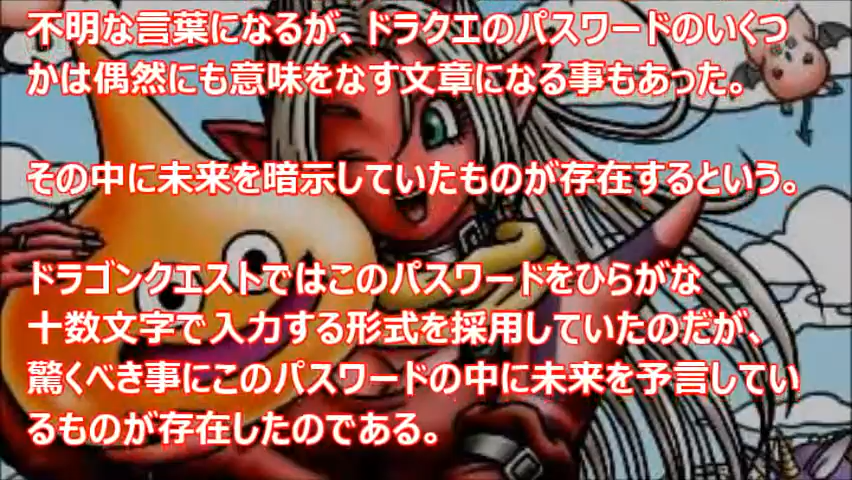 不明な言葉になるが、ドラクエのパスワードのいくつ
かは偶然にも意味をなす文章になる事もあった。
その中に未来を暗示していたものが存在するという。
ドラゴンクエストではこのパスワードをひらがな
十数文字で入力する形式を採用していたのだが、
驚くべき事にこのパスワードの中に未来を予言してい
るものが存在したのである。